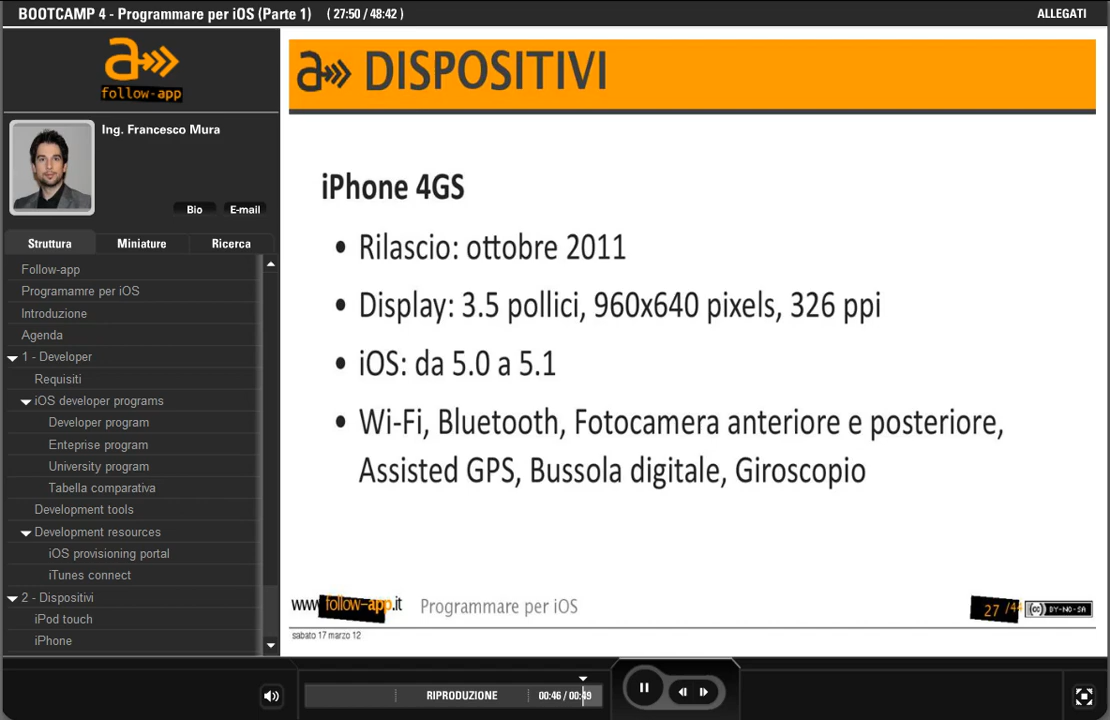 BOOTCAMP 4 - Programmare per iOS (Parte 1) ( 27:50 / 48:42 )
ALLEGATI
a DISPOSITIVI
follow-app
Ing. Francesco Mura
Bio E-mail
Struttura Miniature Ricerca
Follow-app
Programamre per iOS
Introduzione
Agenda
1 - Developer
Requisiti
iOS developer programs
Developer program
Enteprise program
University program
Tabella comparativa
Development tools
Development resources
iOS provisioning portal
iTunes connect
2 - Dispositivi
iPod touch
iPhone
iPhone 4GS
• Rilascio: ottobre 2011
• Display: 3.5 pollici, 960x640 pixels, 326 ppi
• iOS: da 5.0 a 5.1
• Wi-Fi, Bluetooth, Fotocamera anteriore e posteriore,
Assisted GPS, Bussola digitale, Giroscopio
www.follow-app.it Programmare per iOS
27
cc BY-NC-SA
sabato 17 marzo 12
RIPRODUZIONE 00:46 / 00:49